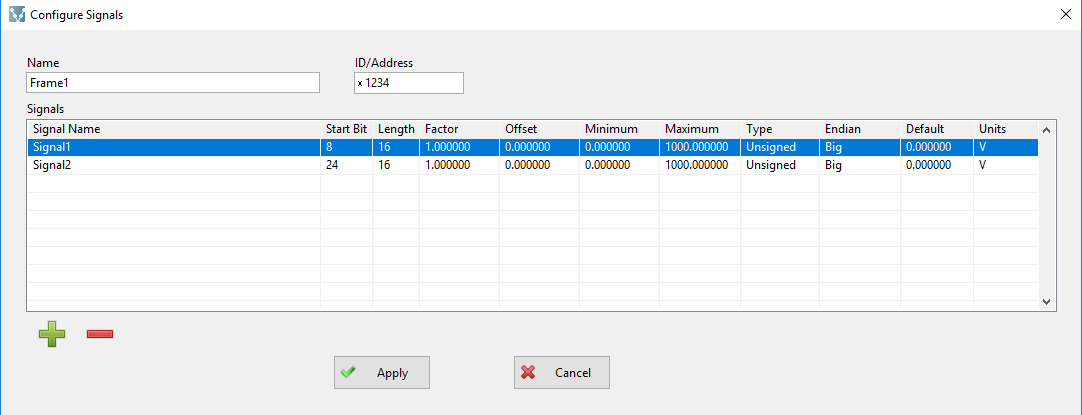 Configure Signals
Name ID/Address
Frame1 x 1234
Signals
Signal Name Start Bit Length Factor Offset Minimum Maximum Type Endian Default Units
Signal1 8 16 1.000000 0.000000 0.000000 1000.000000 Unsigned Big 0.000000 V
Signal2 24 16 1.000000 0.000000 0.000000 1000.000000 Unsigned Big 0.000000 V
Apply Cancel